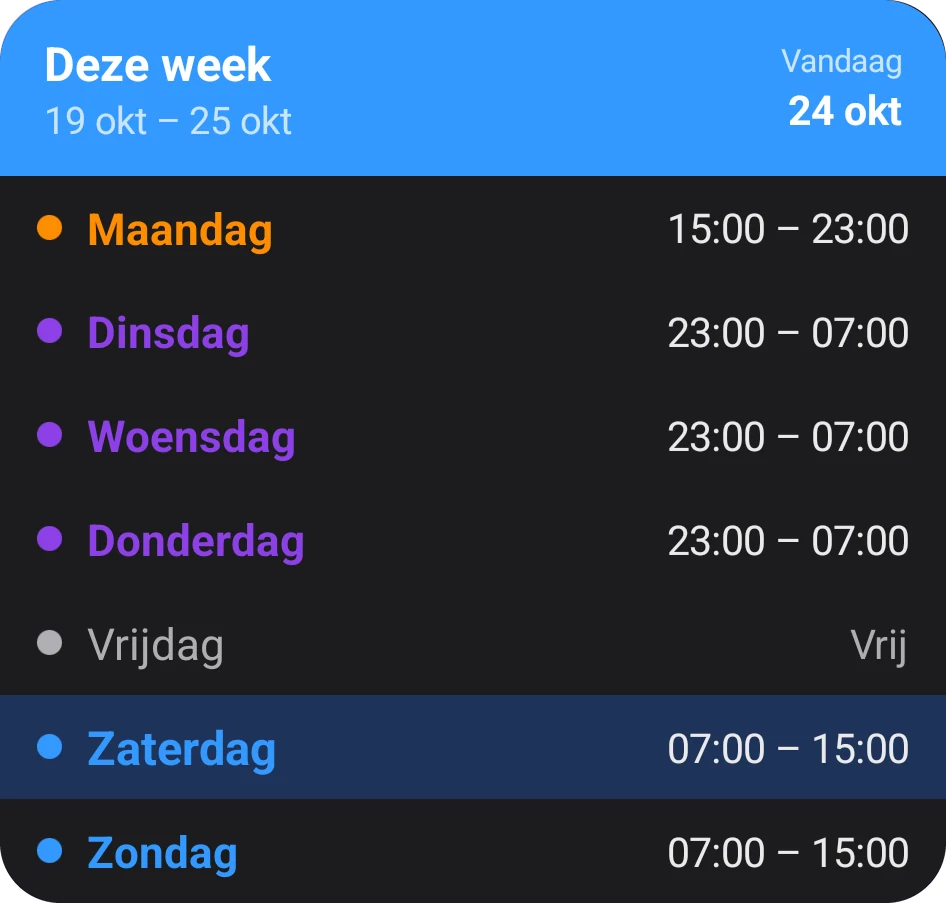 Deze week
19 okt – 25 okt
Vandaag
24 okt
Maandag 15:00 – 23:00
Dinsdag 23:00 – 07:00
Woensdag 23:00 – 07:00
Donderdag 23:00 – 07:00
Vrijdag Vrij
Zaterdag 07:00 – 15:00
Zondag 07:00 – 15:00